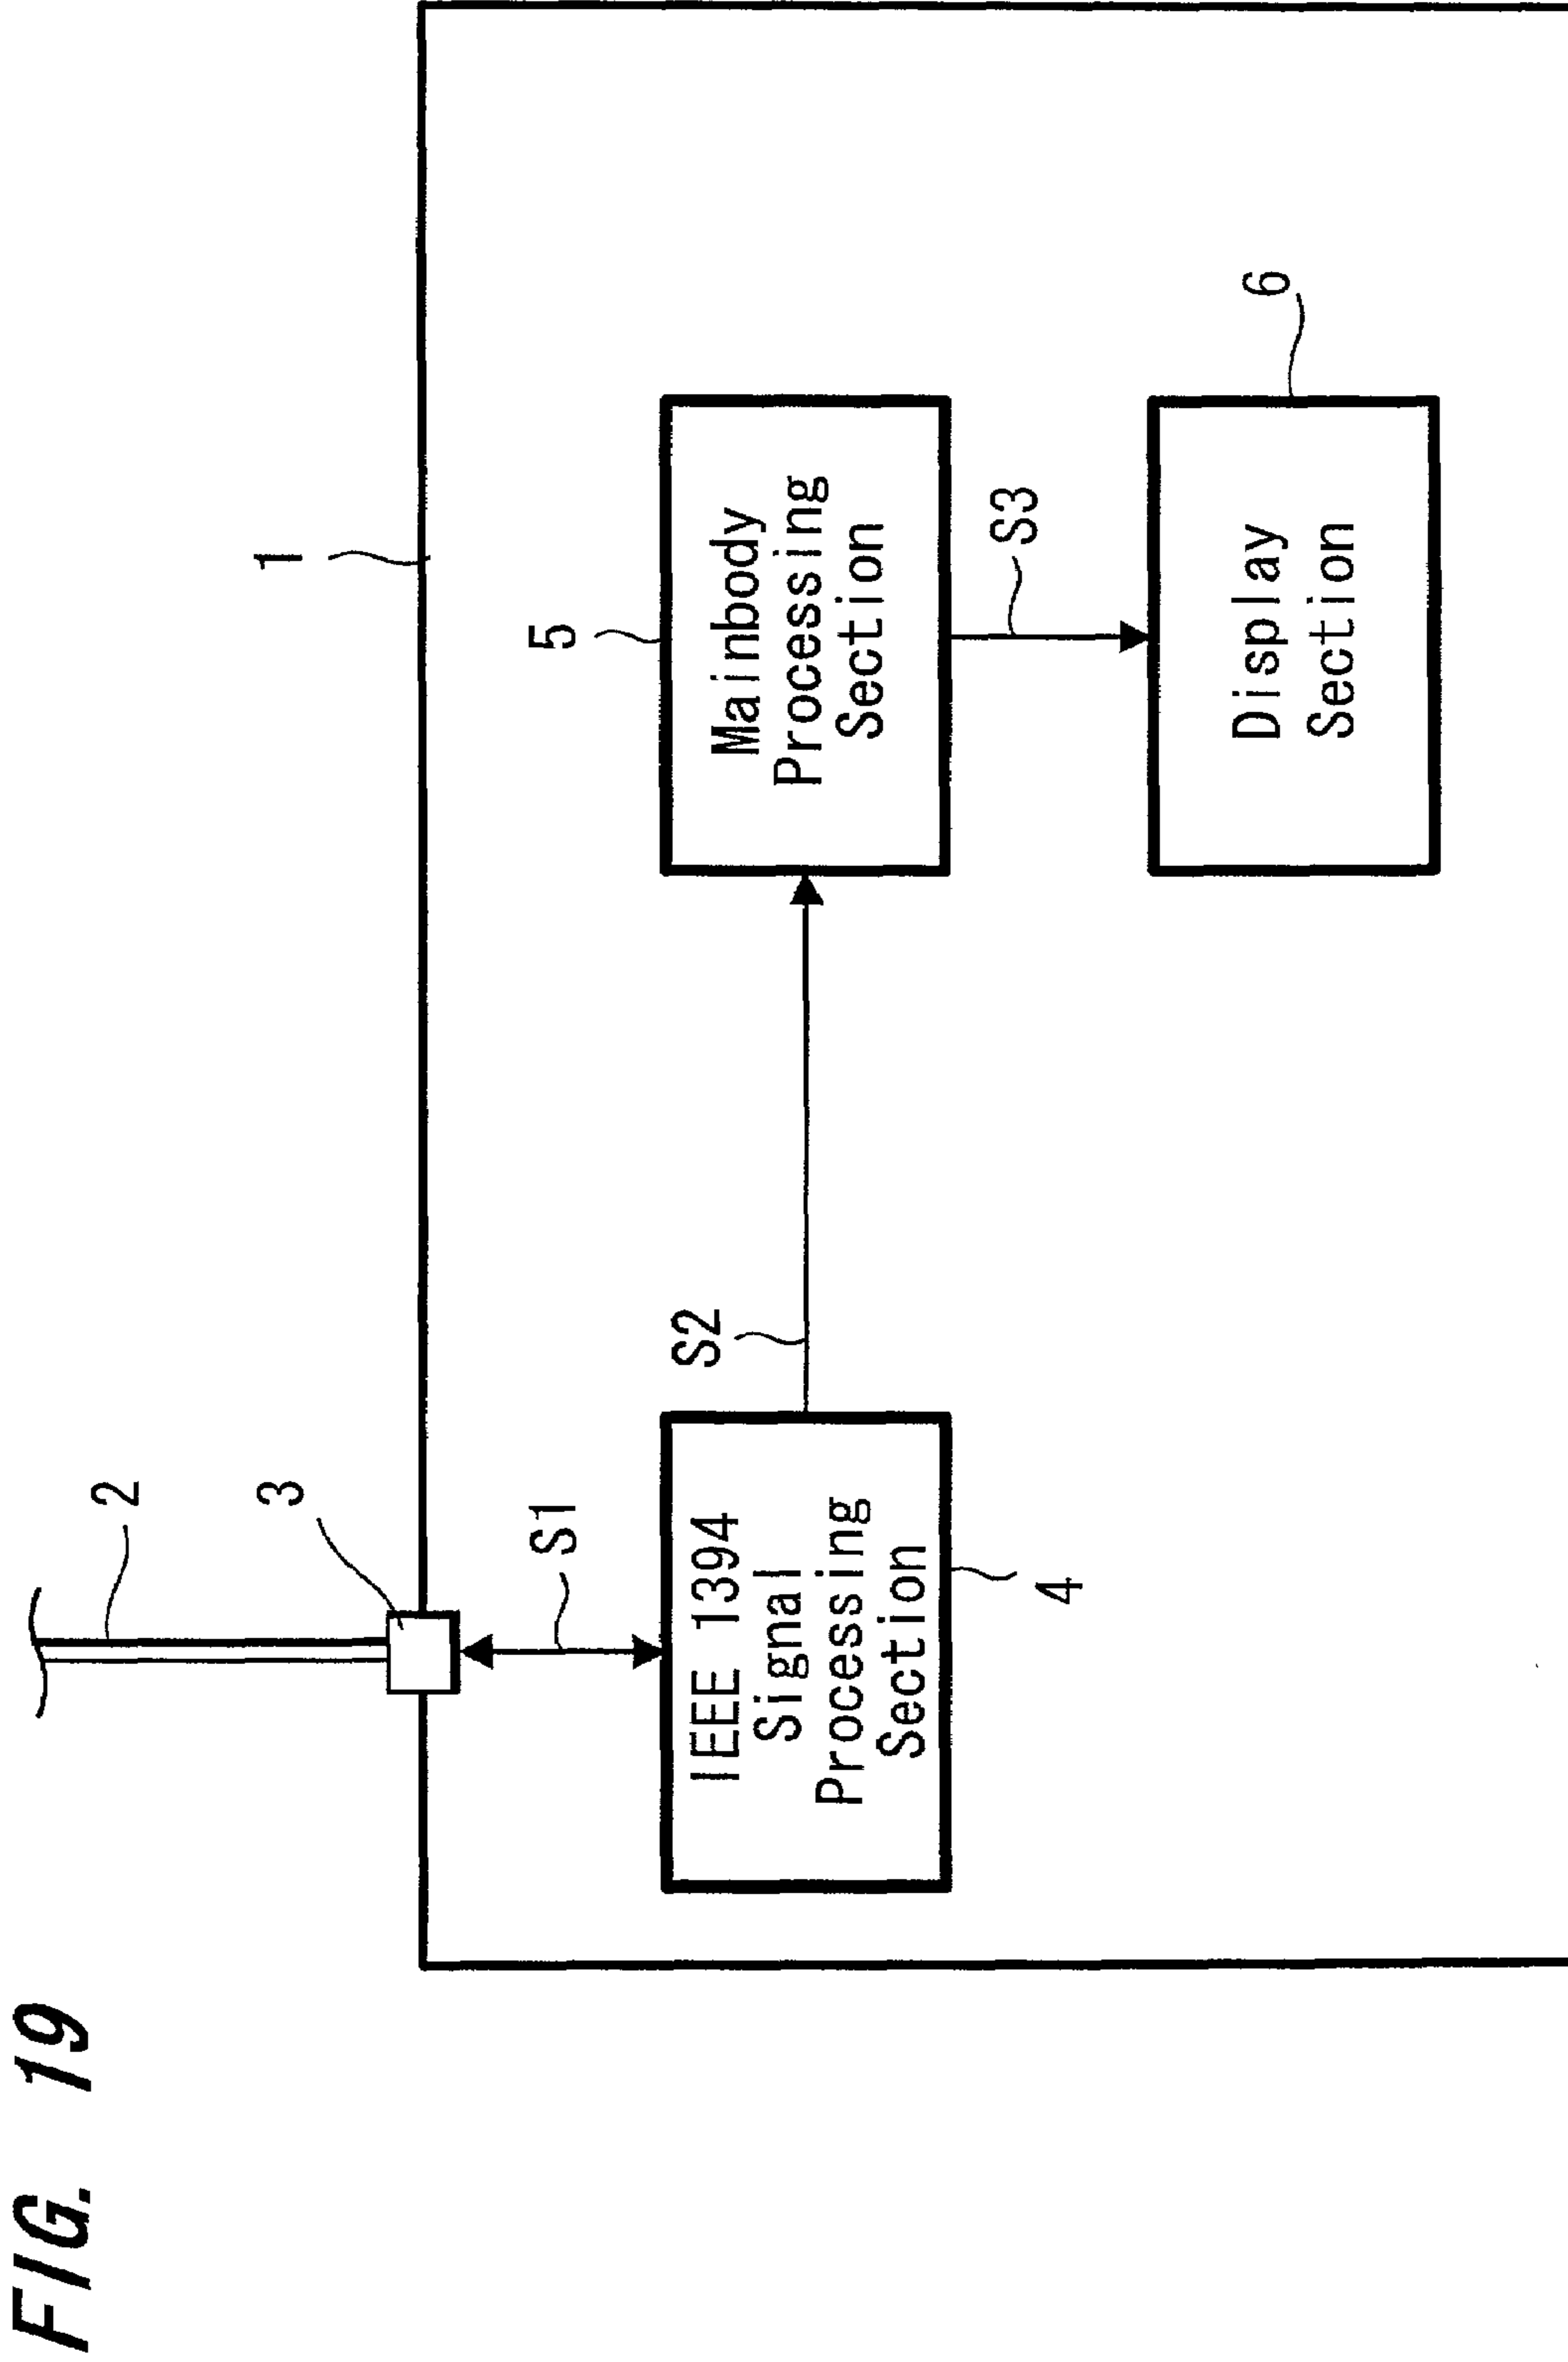 FIG. 19
2
3
1
S1
IEEE 1394
Signal
Processing
Section
4
S2
5
Mainbody
Processing
Section
S3
6
Display
Section